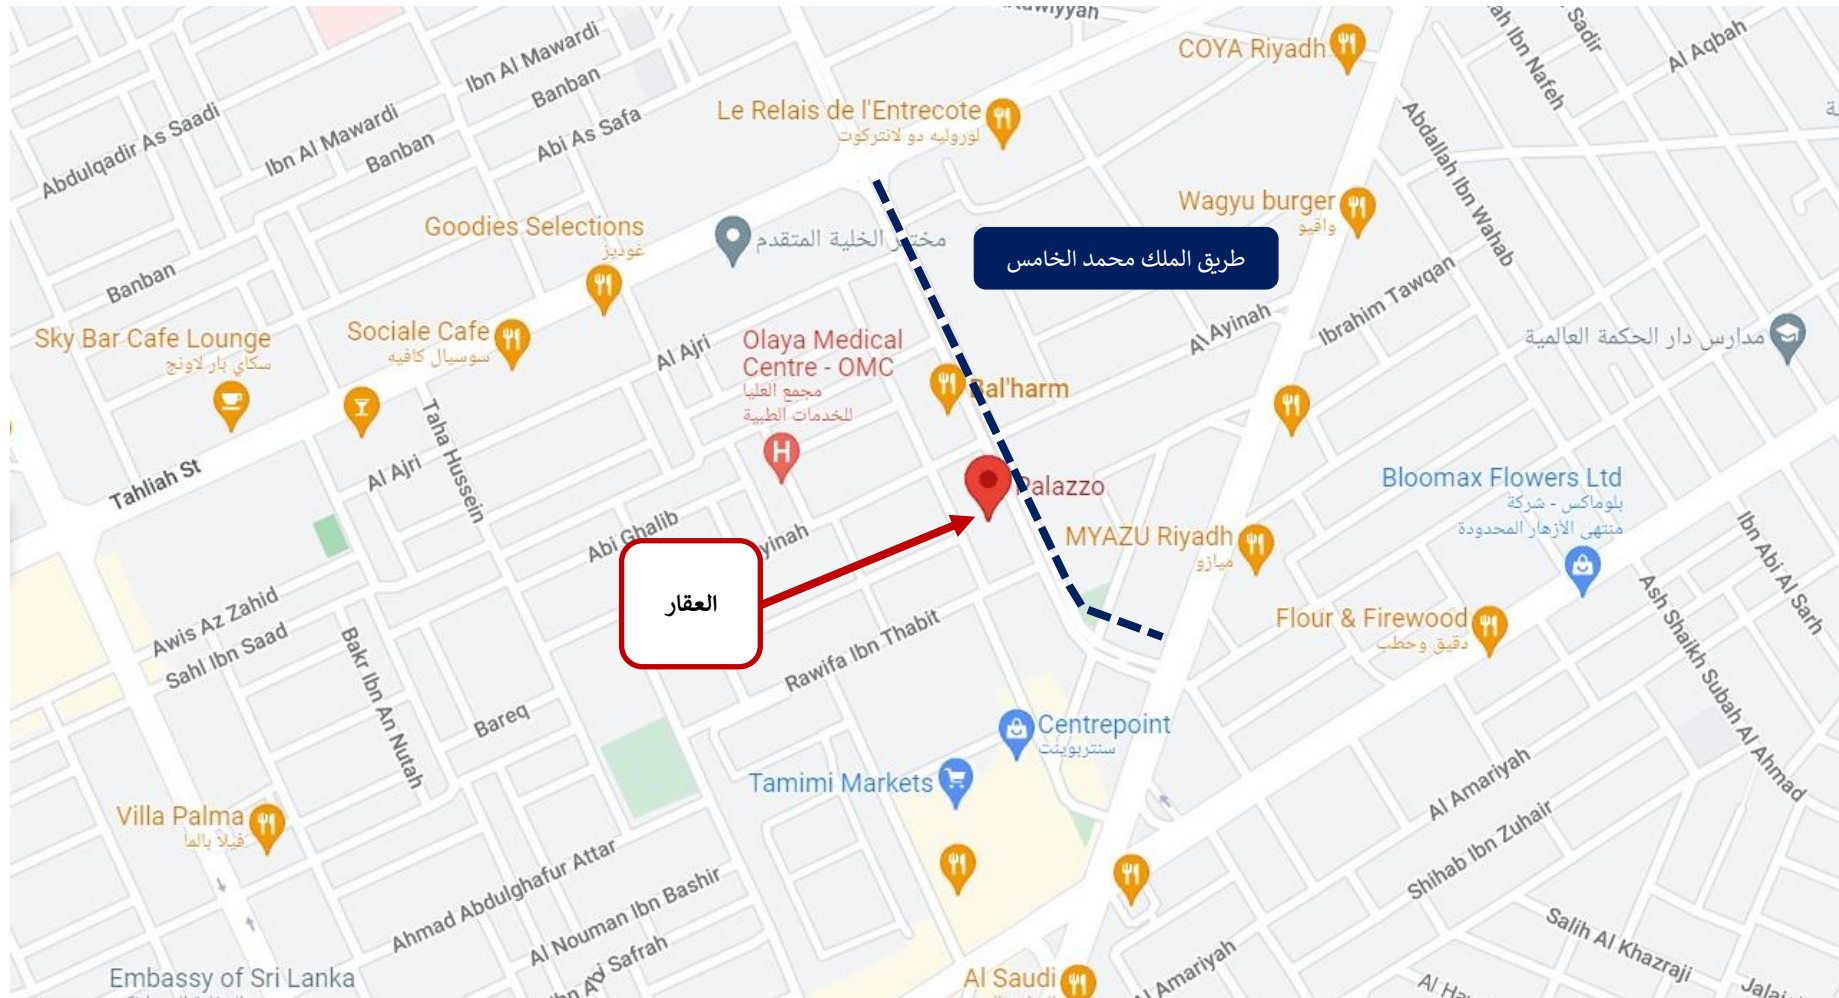 COYA Riyadh
Sadir
Al Aqbah
Ibn Al Mawardi
Banban
Le Relais de l'Entrecote
لوروليه دو لانتركوت
Abdulqadir As Saadi
Ibn Al Mawardi
Banban
Abi As Safa
Abdallah Ibn Wahab
Wagyu burger
واقيو
Goodies Selections
غوديز
مختبر الخلية المتقدم
طريق الملك محمد الخامس
Banban
Ibrahim Tawqan
Al Ayinah
Sky Bar Cafe Lounge
سكاي بار لاونج
Sociale Cafe
سوسيال كافيه
Al Ajri
Olaya Medical
Centre - OMC
مجمع العليا
للخدمات الطبية
مدارس دار الحكمة العالمية
Bal'harm
Taha Hussein
Tahliah St
Al Ajri
Palazzo
Bloomax Flowers Ltd
بلوماكس - شركة
منتهى الأزهار المحدودة
Abi Ghalib
yinah
MYAZU Riyadh
ميازو
Ibn Abi Al Sarh
العقار
Awis Az Zahid
Sahl Ibn Saad
Bakr Ibn An Nutah
Rawifa Ibn Thabit
Flour & Firewood
دقيق وحطب
Ash Shaikh Subah Al Ahmad
Bareq
Centrepoint
سنتربوينت
Tamimi Markets
Al Amariyah
Villa Palma
فيلا بالما
Shihab Ibn Zuhair
Ahmad Abdulghafur Attar
Al Nouman Ibn Bashir
Salih Al Khazraji
Embassy of Sri Lanka
Safrah
Al Saudi
Al Amariyah